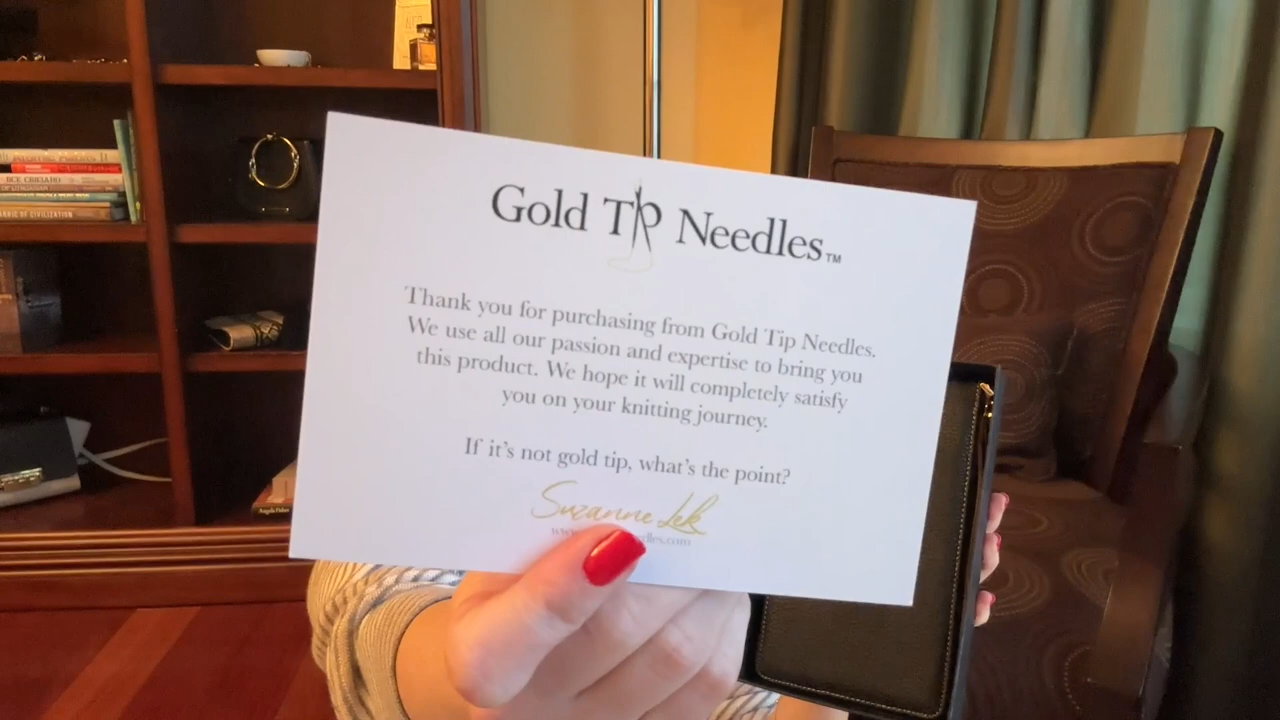 Gold Tip Needles™
Thank you for purchasing from Gold Tip Needles.
We use all our passion and expertise to bring you
this product. We hope it will completely satisfy
you on your knitting journey.
If it's not gold tip, what's the point?
Suzanne Lek
OF CIVILIZATION